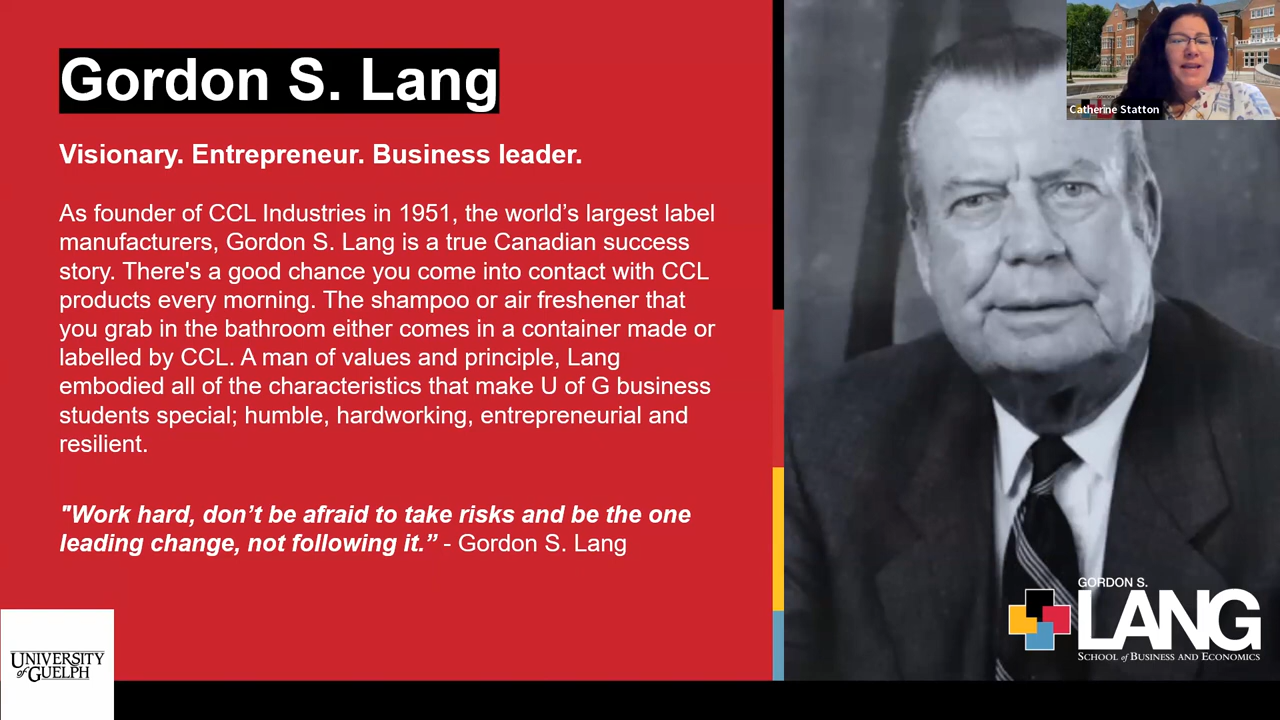 Gordon S. Lang
Visionary. Entrepreneur. Business leader.
As founder of CCL Industries in 1951, the world’s largest label
manufacturers, Gordon S. Lang is a true Canadian success
story. There's a good chance you come into contact with CCL
products every morning. The shampoo or air freshener that
you grab in the bathroom either comes in a container made or
labelled by CCL. A man of values and principle, Lang
embodied all of the characteristics that make U of G business
students special; humble, hardworking, entrepreneurial and
resilient.
"Work hard, don’t be afraid to take risks and be the one
leading change, not following it.” - Gordon S. Lang
UNIVERSITY
of GUELPH
Catherine Statton
GORDON S.
LANG
SCHOOL of BUSINESS AND ECONOMICS